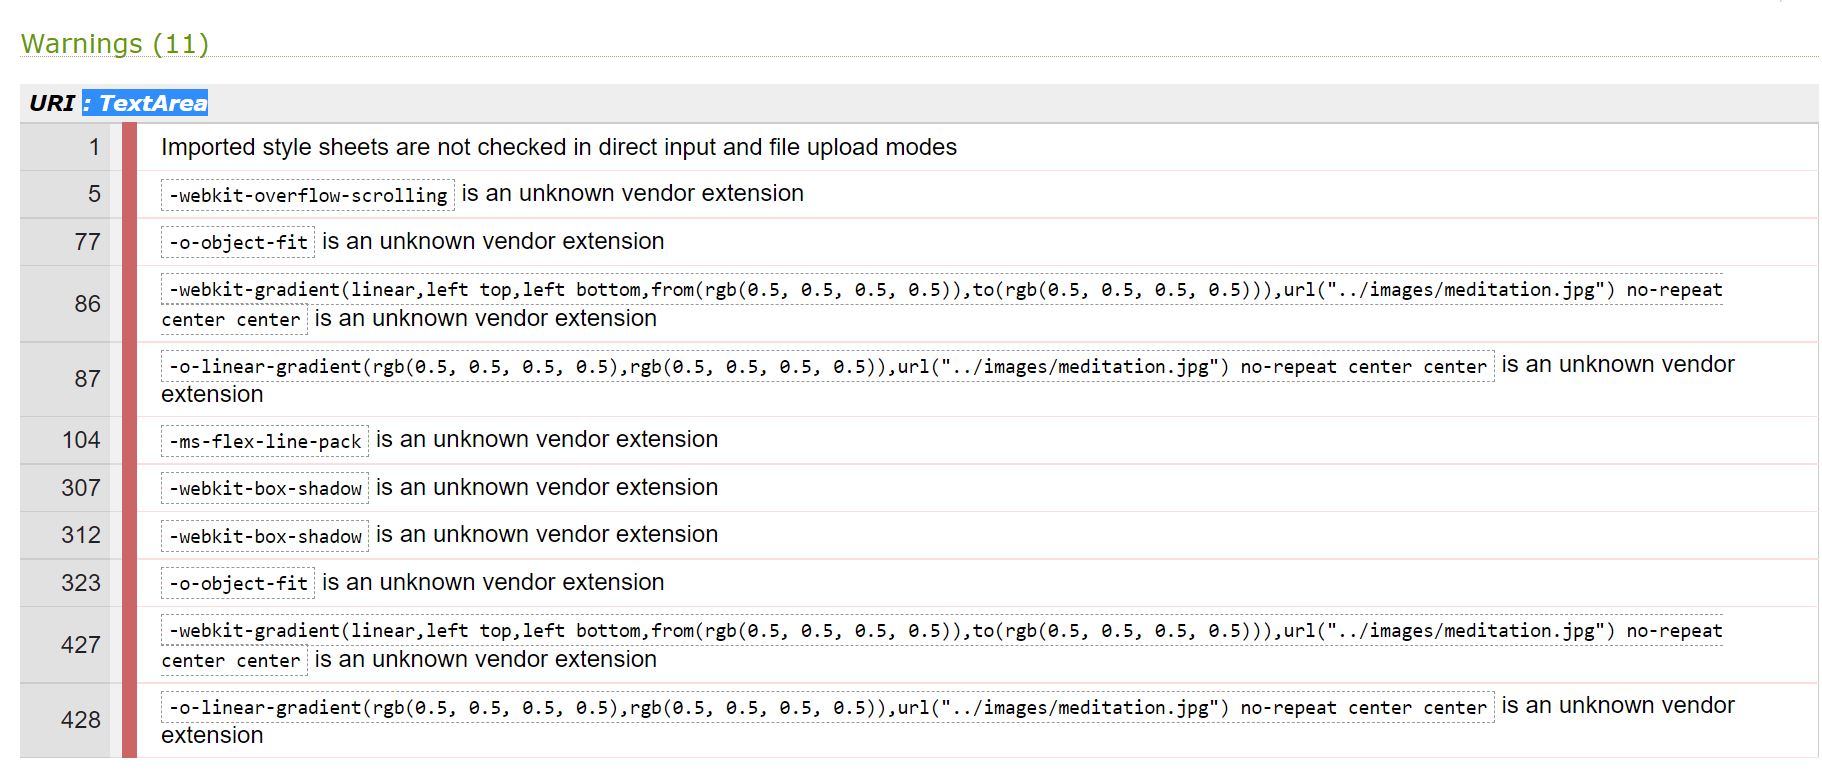 Warnings (11)
URI : TextArea
1 Imported style sheets are not checked in direct input and file upload modes
5 -webkit-overflow-scrolling is an unknown vendor extension
77 -o-object-fit is an unknown vendor extension
86 -webkit-gradient(linear,left top,left bottom,from(rgb(0.5, 0.5, 0.5, 0.5)),to(rgb(0.5, 0.5, 0.5, 0.5))),url("../images/meditation.jpg") no-repeat
center center is an unknown vendor extension
87 -o-linear-gradient(rgb(0.5, 0.5, 0.5, 0.5),rgb(0.5, 0.5, 0.5, 0.5)),url("../images/meditation.jpg") no-repeat center center is an unknown vendor
extension
104 -ms-flex-line-pack is an unknown vendor extension
307 -webkit-box-shadow is an unknown vendor extension
312 -webkit-box-shadow is an unknown vendor extension
323 -o-object-fit is an unknown vendor extension
427 -webkit-gradient(linear,left top,left bottom,from(rgb(0.5, 0.5, 0.5, 0.5)),to(rgb(0.5, 0.5, 0.5, 0.5))),url("../images/meditation.jpg") no-repeat
center center is an unknown vendor extension
428 -o-linear-gradient(rgb(0.5, 0.5, 0.5, 0.5),rgb(0.5, 0.5, 0.5, 0.5)),url("../images/meditation.jpg") no-repeat center center is an unknown vendor
extension